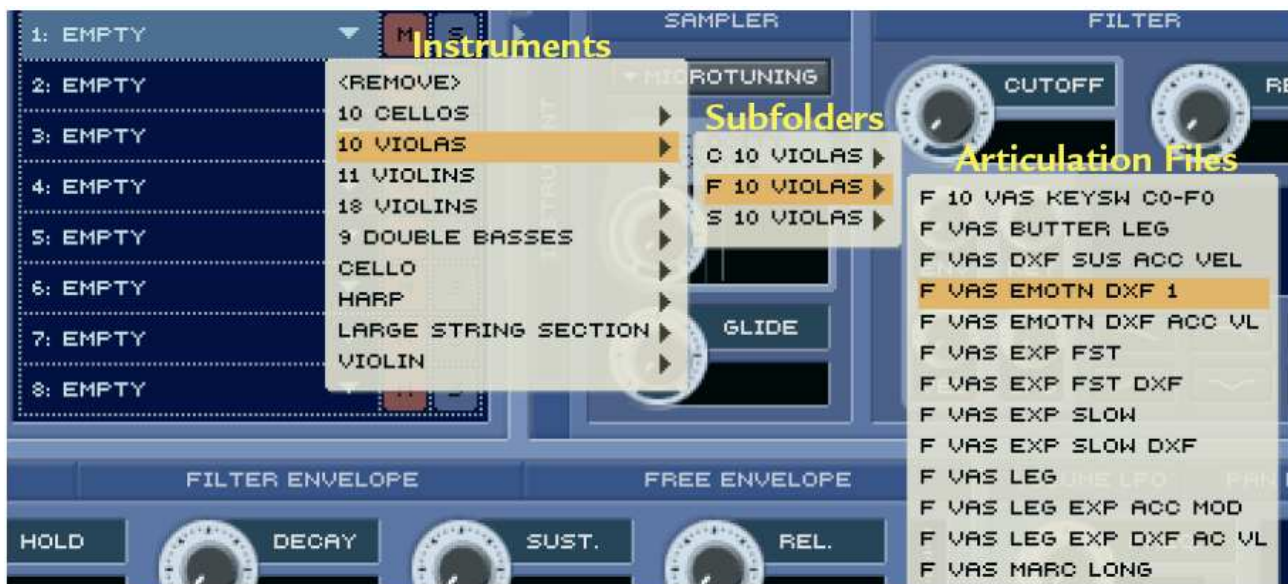 1: EMPTY
M S
2: EMPTY
3: EMPTY
4: EMPTY
5: EMPTY
6: EMPTY
7: EMPTY
8: EMPTY
Instruments
<REMOVE>
10 CELLOS
10 VIOLAS
11 VIOLINS
18 VIOLINS
9 DOUBLE BASSES
CELLO
HARP
LARGE STRING SECTION
VIOLIN
SAMPLER
MICROTUNING
GLIDE
Subfolders
C 10 VIOLAS
F 10 VIOLAS
S 10 VIOLAS
FILTER
CUTOFF
RE
Articulation Files
F 10 VAS KEYSW C0-F0
F VAS BUTTER LEG
F VAS DXF SUS ACC VEL
F VAS EMOTN DXF 1
F VAS EMOTN DXF ACC VL
F VAS EXP FST
F VAS EXP FST DXF
F VAS EXP SLOW
F VAS EXP SLOW DXF
F VAS LEG
F VAS LEG EXP ACC MOD
F VAS LEG EXP DXF AC VL
F VAS MARC LONG
FILTER ENVELOPE
FREE ENVELOPE
HOLD
DECAY
SUST.
REL.